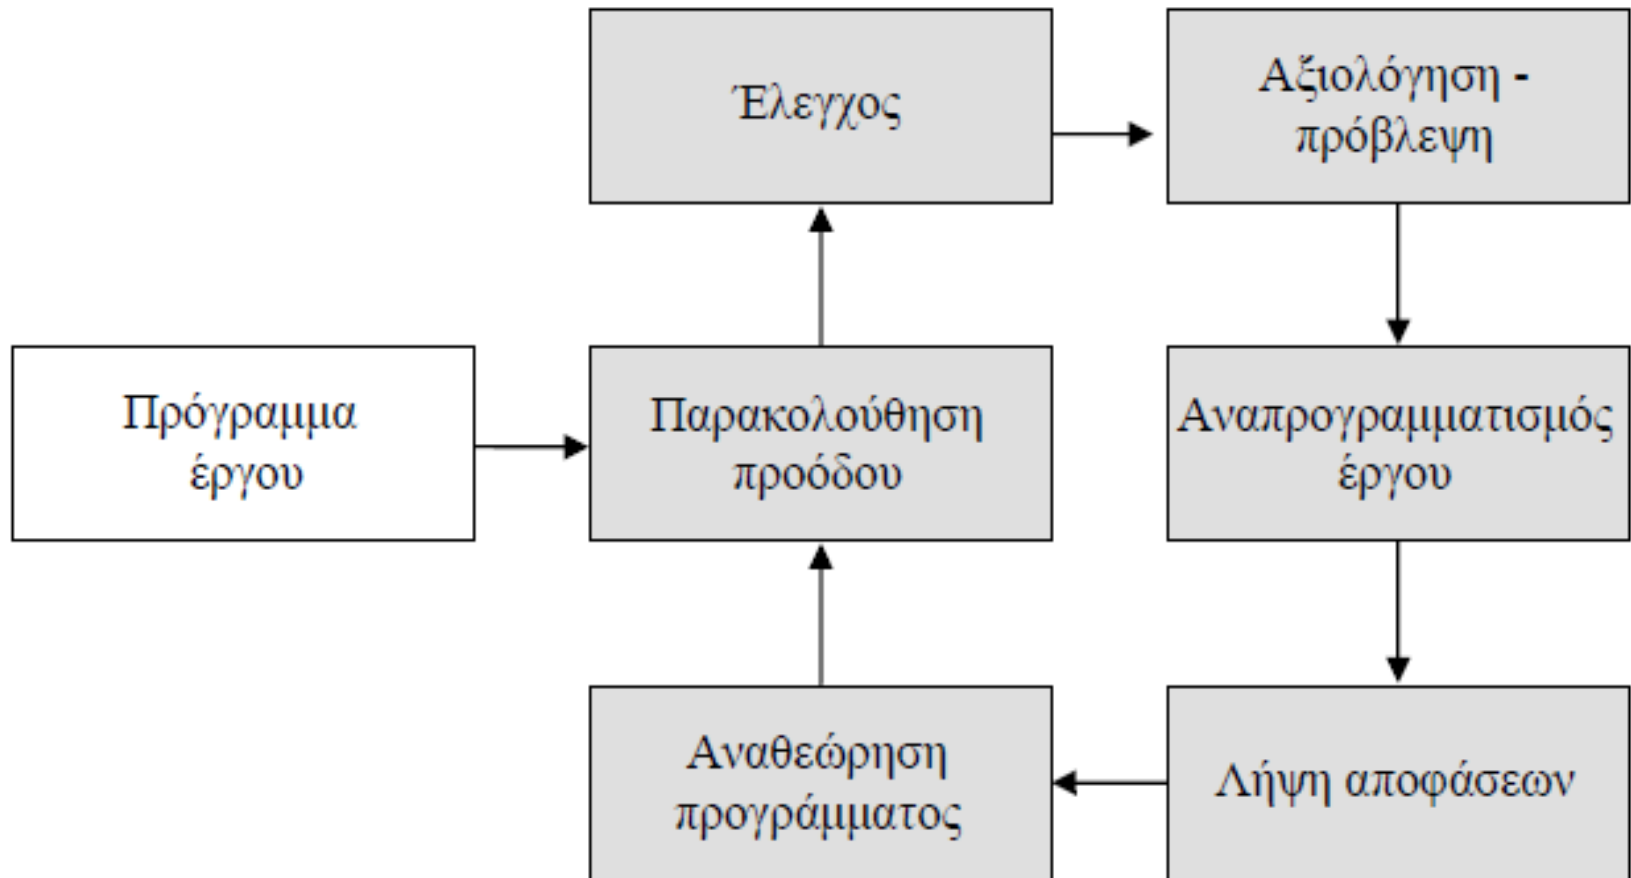 Έλεγχος
Αξιολόγηση -
πρόβλεψη
Πρόγραμμα
έργου
Παρακολούθηση
προόδου
Αναπρογραμματισμός
έργου
Αναθεώρηση
προγράμματος
Λήψη αποφάσεων